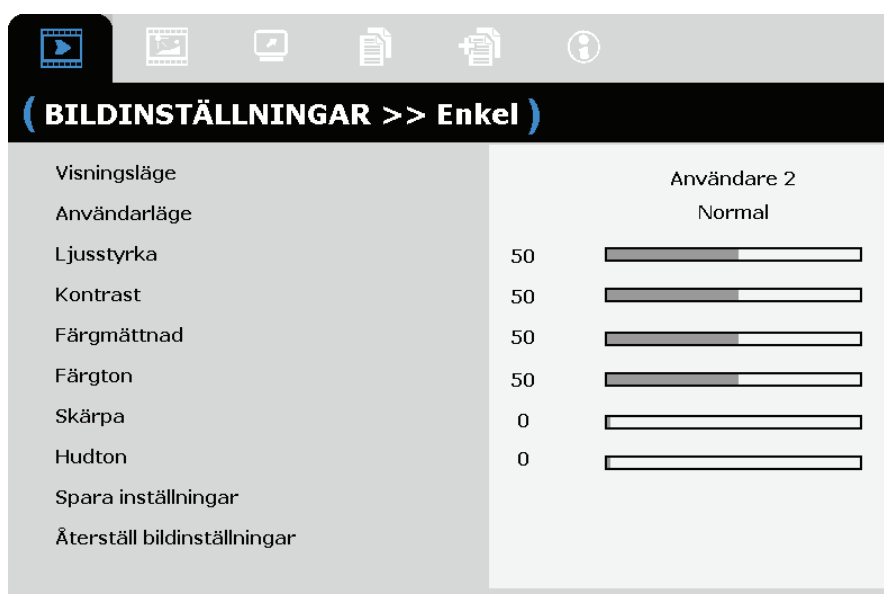 ( BILDINSTÄLLNINGAR >> Enkel )
Visningsläge Användare 2
Användarläge Normal
Ljusstyrka 50
Kontrast 50
Färgmättnad 50
Färgton 50
Skärpa 0
Hudton 0
Spara inställningar
Återställ bildinställningar